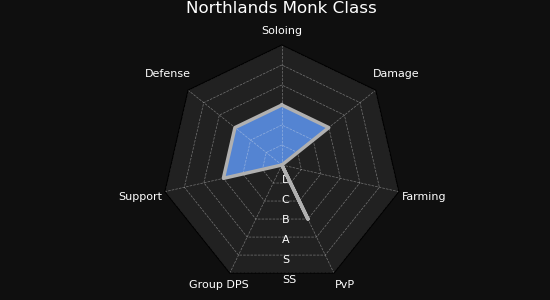 Northlands Monk Class
Soloing
Defense
Damage
Support
Farming
D
C
B
A
S
SS
Group DPS
PvP